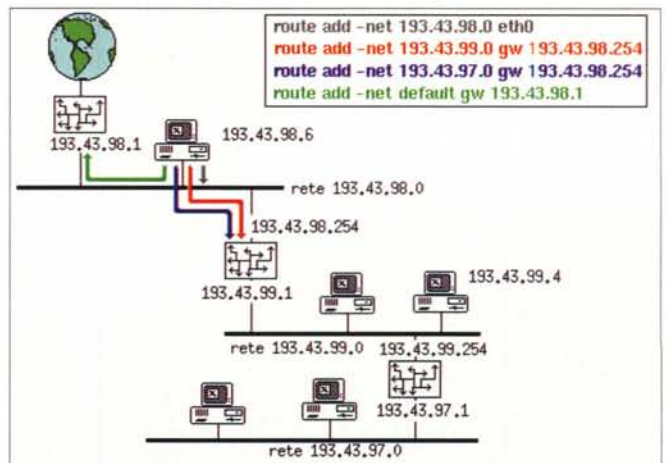 route add -net 193.43.98.0 eth0
route add -net 193.43.99.0 gw 193.43.98.254
route add -net 193.43.97.0 gw 193.43.98.254
route add -net default gw 193.43.98.1
193.43.98.1
193.43.98.6
rete 193.43.98.0
193.43.98.254
193.43.99.1
193.43.99.4
rete 193.43.99.0
193.43.99.254
193.43.97.1
rete 193.43.97.0